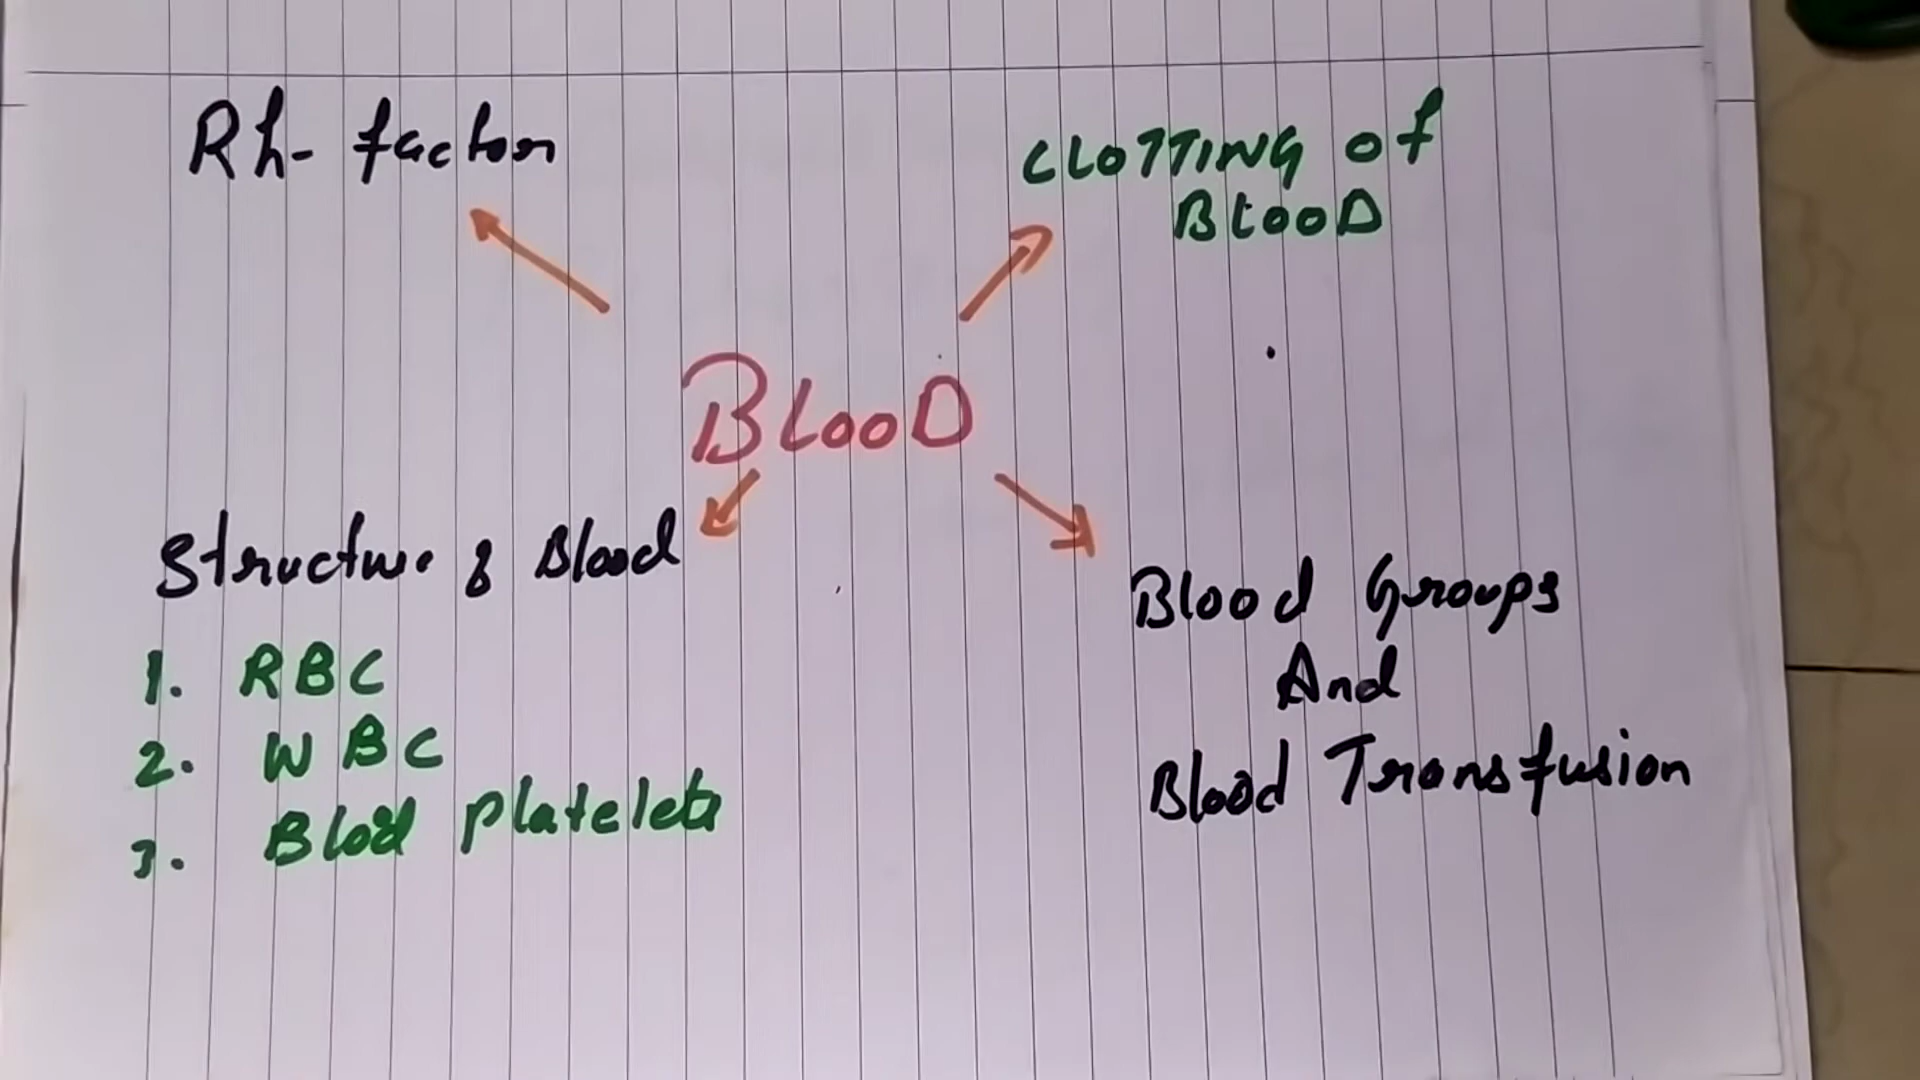 Rh- factor
CLOTTING of
BLOOD
BLOOD
Structure of Blood
1. RBC
2. WBC
3. Blood Platelets
Blood Groups
And
Blood Transfusion